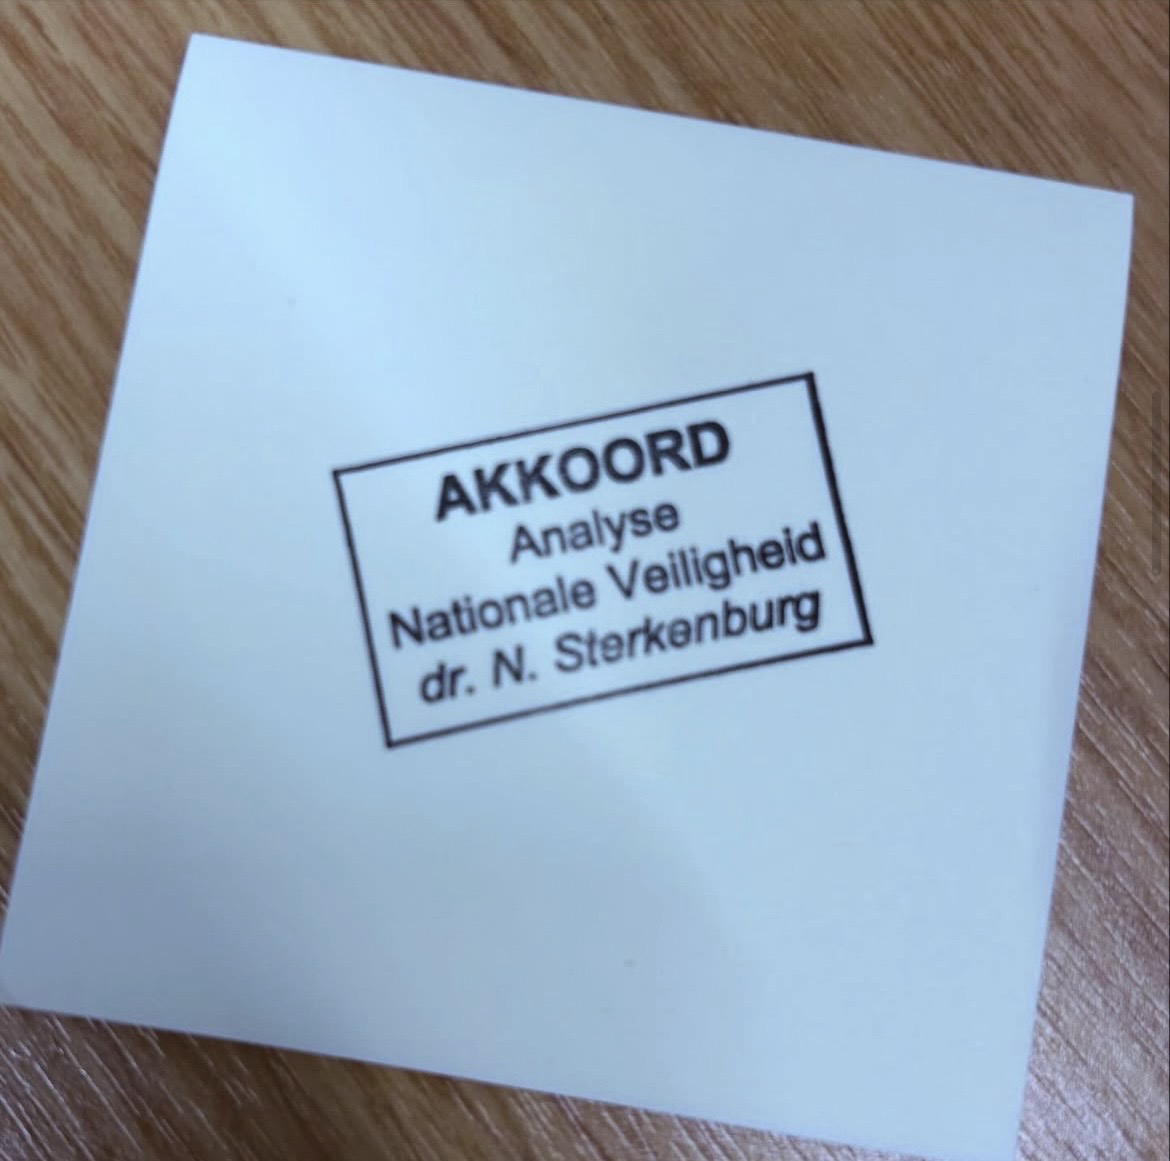 AKKOORD
Analyse
Nationale Veiligheid
dr. N. Sterkenburg